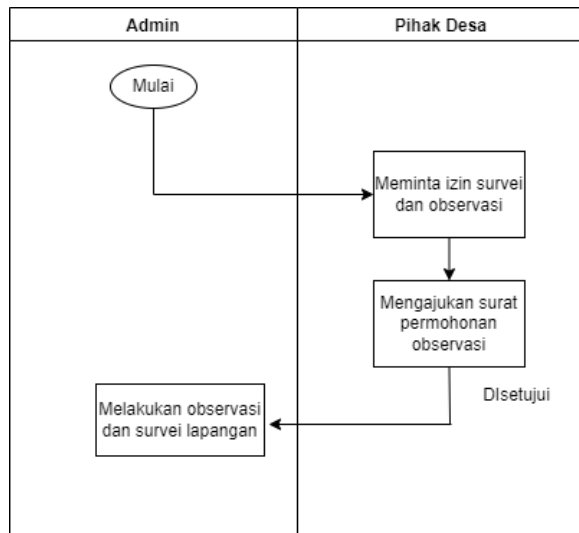 Admin
Pihak Desa
Mulai
Meminta izin survei
dan observasi
Mengajukan surat
permohonan
observasi
DIsetujui
Melakukan observasi
dan survei lapangan